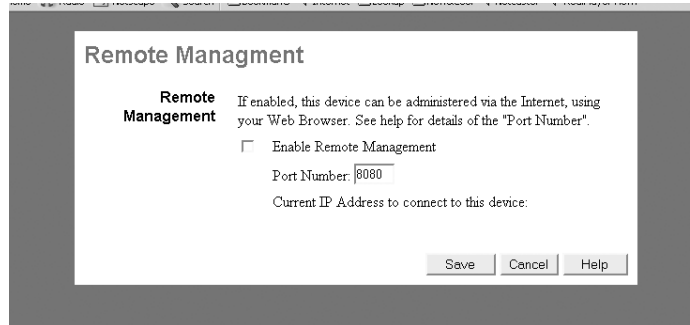 Remote Managment
Remote
Management
If enabled, this device can be administered via the Internet, using
your Web Browser. See help for details of the "Port Number".
Enable Remote Management
Port Number: 8080
Current IP Address to connect to this device:
Save Cancel Help